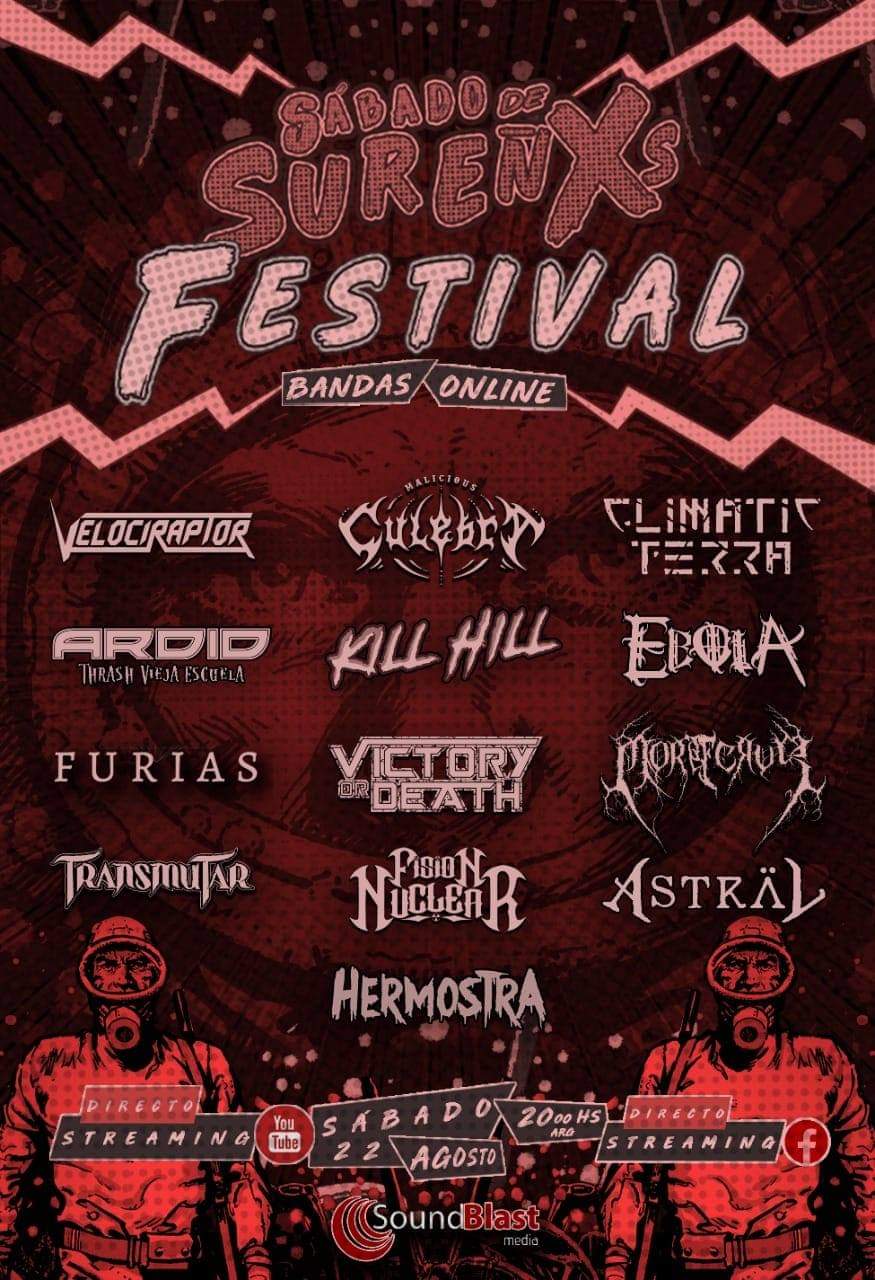 SÁBADO DE
SUREÑXS
FESTIVAL
BANDAS ONLINE
VELOCIRAPTOR
MALICIOUS
CULEBRA
CLIMATIC
TERRA
ARDID
THRASH VIEJA ESCUELA
KILL HILL
EBOLA
FURIAS
VICTORY
OR DEATH
TRANSMUTAR
FISION
NUCLEAR
ASTRÄL
HERMOSTRA
DIRECTO
STREAMING
You
Tube
SÁBADO
22 AGOSTO
20:00 HS
ARG
DIRECTO
STREAMING
f
SoundBlast
media